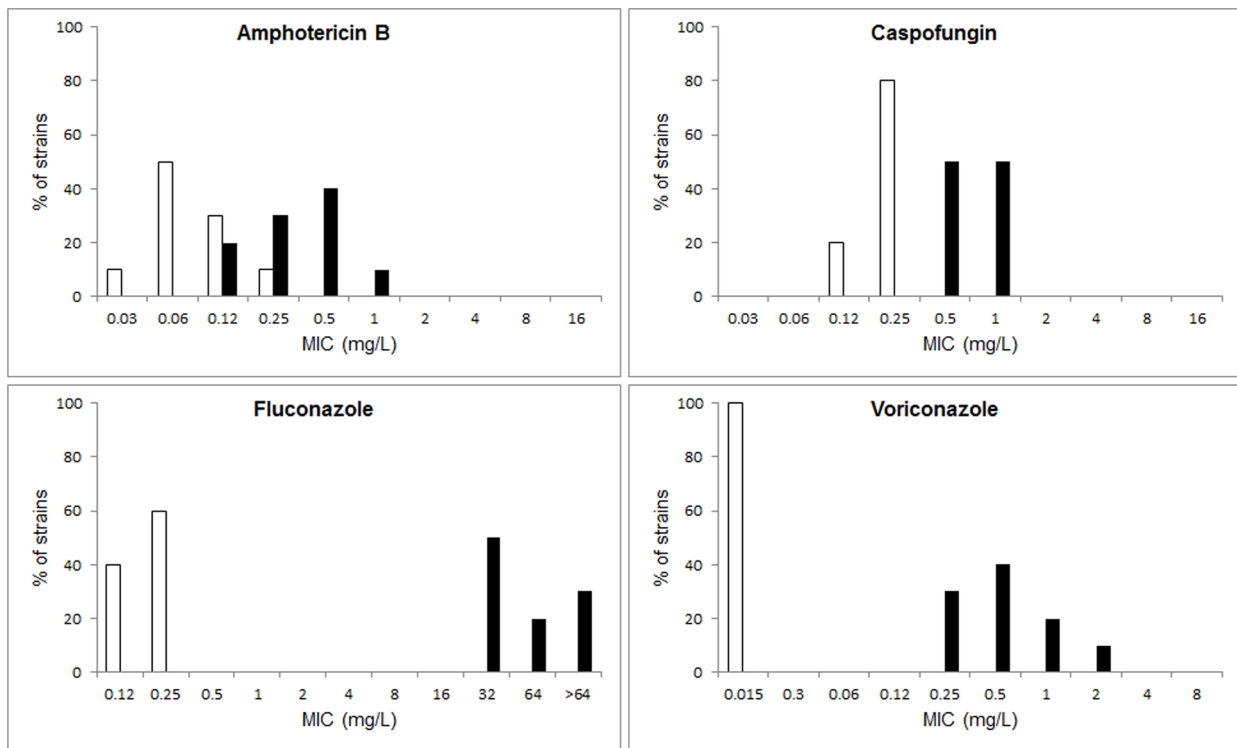 Amphotericin B
% of strains
100
80
60
40
20
0
0.03 0.06 0.12 0.25 0.5 1 2 4 8 16
MIC (mg/L)
Caspofungin
% of strains
100
80
60
40
20
0
0.03 0.06 0.12 0.25 0.5 1 2 4 8 16
MIC (mg/L)
Fluconazole
% of strains
100
80
60
40
20
0
0.12 0.25 0.5 1 2 4 8 16 32 64 >64
MIC (mg/L)
Voriconazole
% of strains
100
80
60
40
20
0
0.015 0.3 0.06 0.12 0.25 0.5 1 2 4 8
MIC (mg/L)